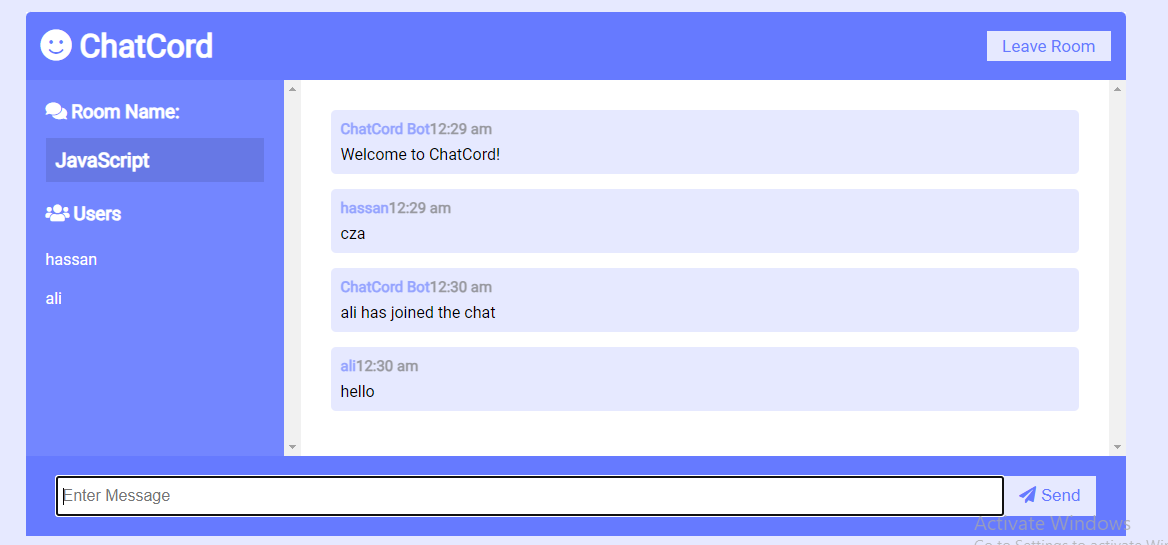 ChatCord
Leave Room
Room Name:
JavaScript
Users
hassan
ali
ChatCord Bot12:29 am
Welcome to ChatCord!
hassan12:29 am
cza
ChatCord Bot12:30 am
ali has joined the chat
ali12:30 am
hello
Enter Message
Send
Activate Windows
Go to Settings to activate